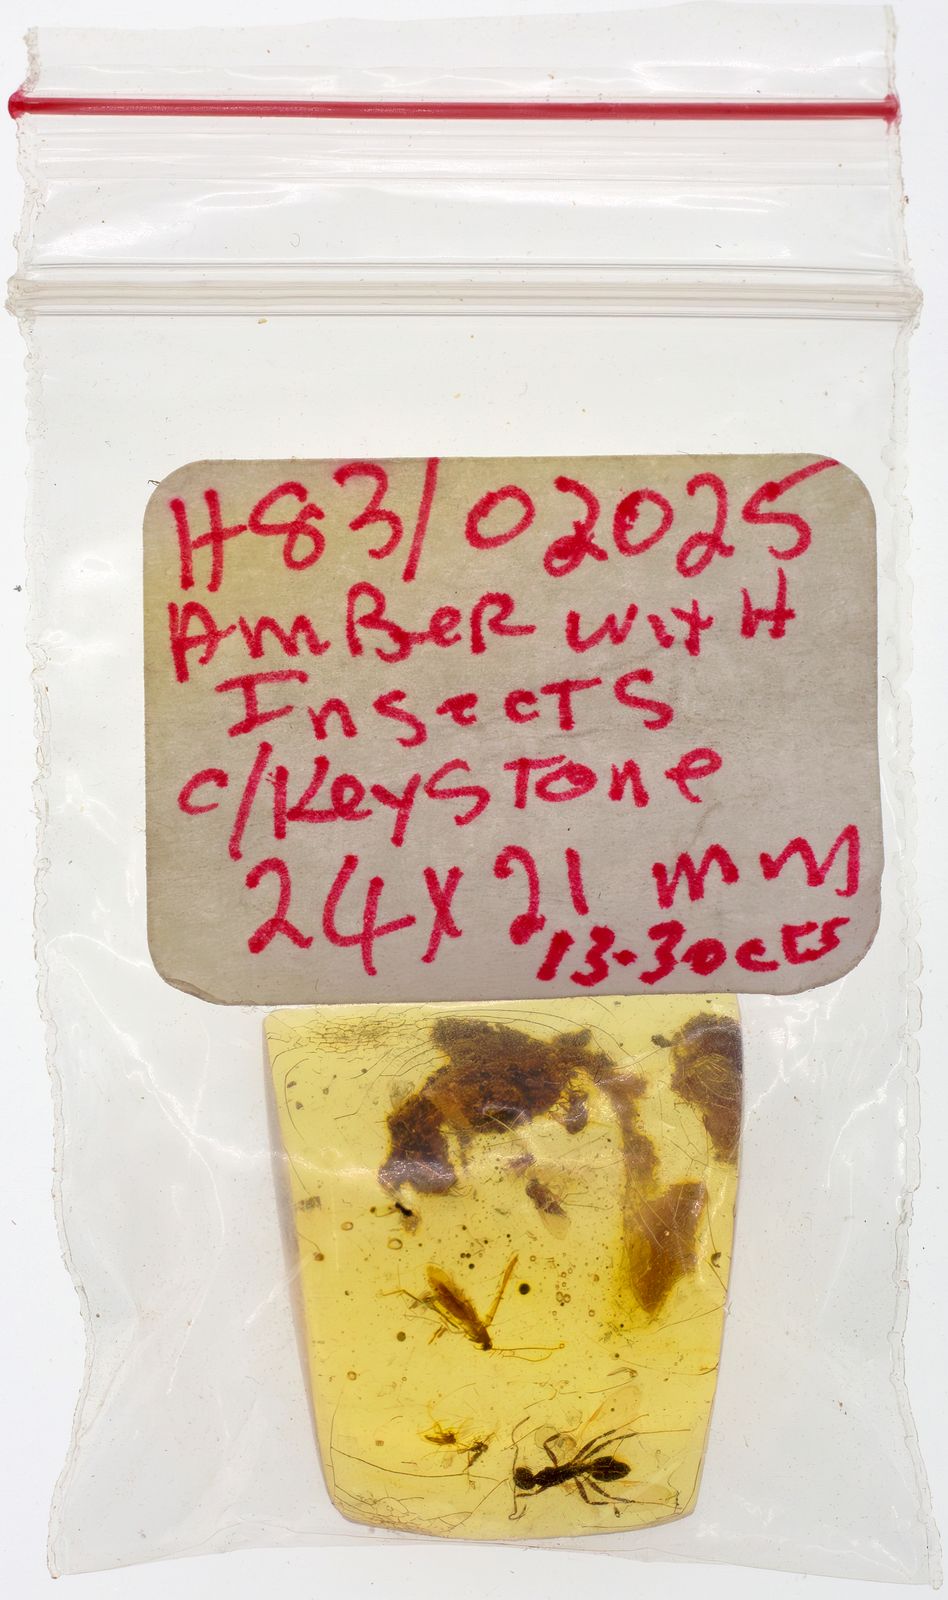 H83/02025
AmBeR with
InsectS
c/KeySTone
24X21 mm
13.30cts